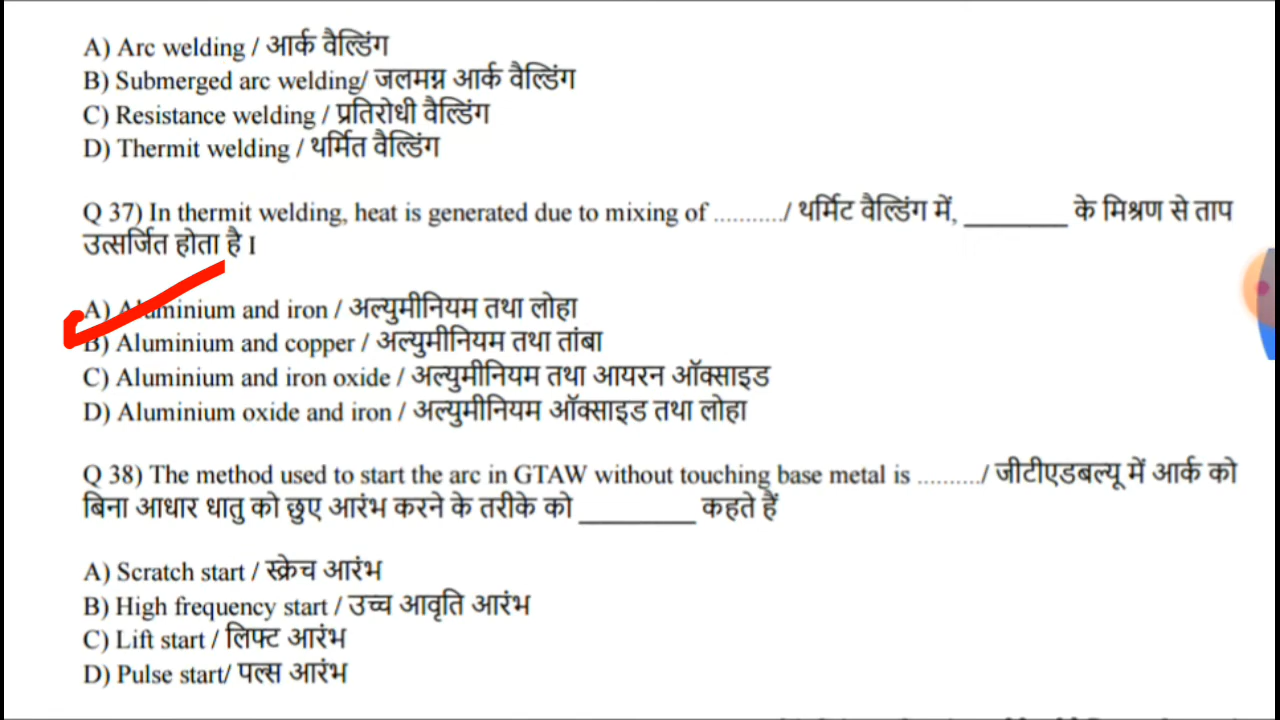 A) Arc welding / आर्क वैल्डिंग
B) Submerged arc welding/ जलमग्न आर्क वैल्डिंग
C) Resistance welding / प्रतिरोधी वैल्डिंग
D) Thermit welding / थर्मित वैल्डिंग
Q 37) In thermit welding, heat is generated due to mixing of .........../ थर्मिट वैल्डिंग में, ________ के मिश्रण से ताप
उत्सर्जित होता है I
A) Aluminium and iron / अल्युमीनियम तथा लोहा
B) Aluminium and copper / अल्युमीनियम तथा तांबा
C) Aluminium and iron oxide / अल्युमीनियम तथा आयरन ऑक्साइड
D) Aluminium oxide and iron / अल्युमीनियम ऑक्साइड तथा लोहा
Q 38) The method used to start the arc in GTAW without touching base metal is ........../ जीटीएडबल्यू में आर्क को
बिना आधार धातु को छुए आरंभ करने के तरीके को _________ कहते हैं
A) Scratch start / स्क्रेच आरंभ
B) High frequency start / उच्च आवृति आरंभ
C) Lift start / लिफ्ट आरंभ
D) Pulse start/ पल्स आरंभ